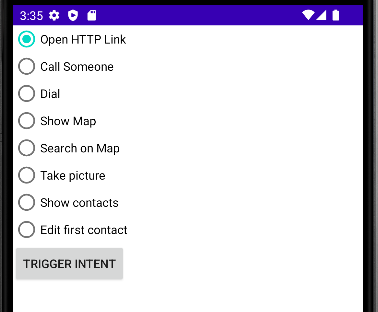 3:35
Open HTTP Link
Call Someone
Dial
Show Map
Search on Map
Take picture
Show contacts
Edit first contact
TRIGGER INTENT